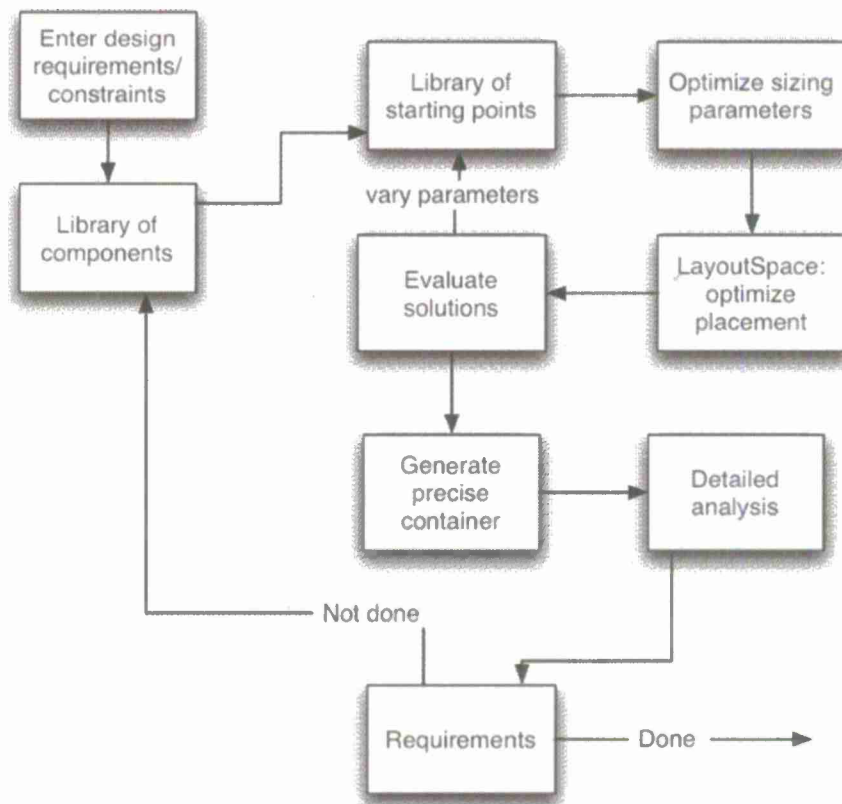 Enter design
requirements/
constraints
Library of
components
Library of
starting points
Optimize sizing
parameters
vary parameters
Evaluate
solutions
LayoutSpace:
optimize
placement
Generate
precise
container
Detailed
analysis
Not done
Requirements
Done